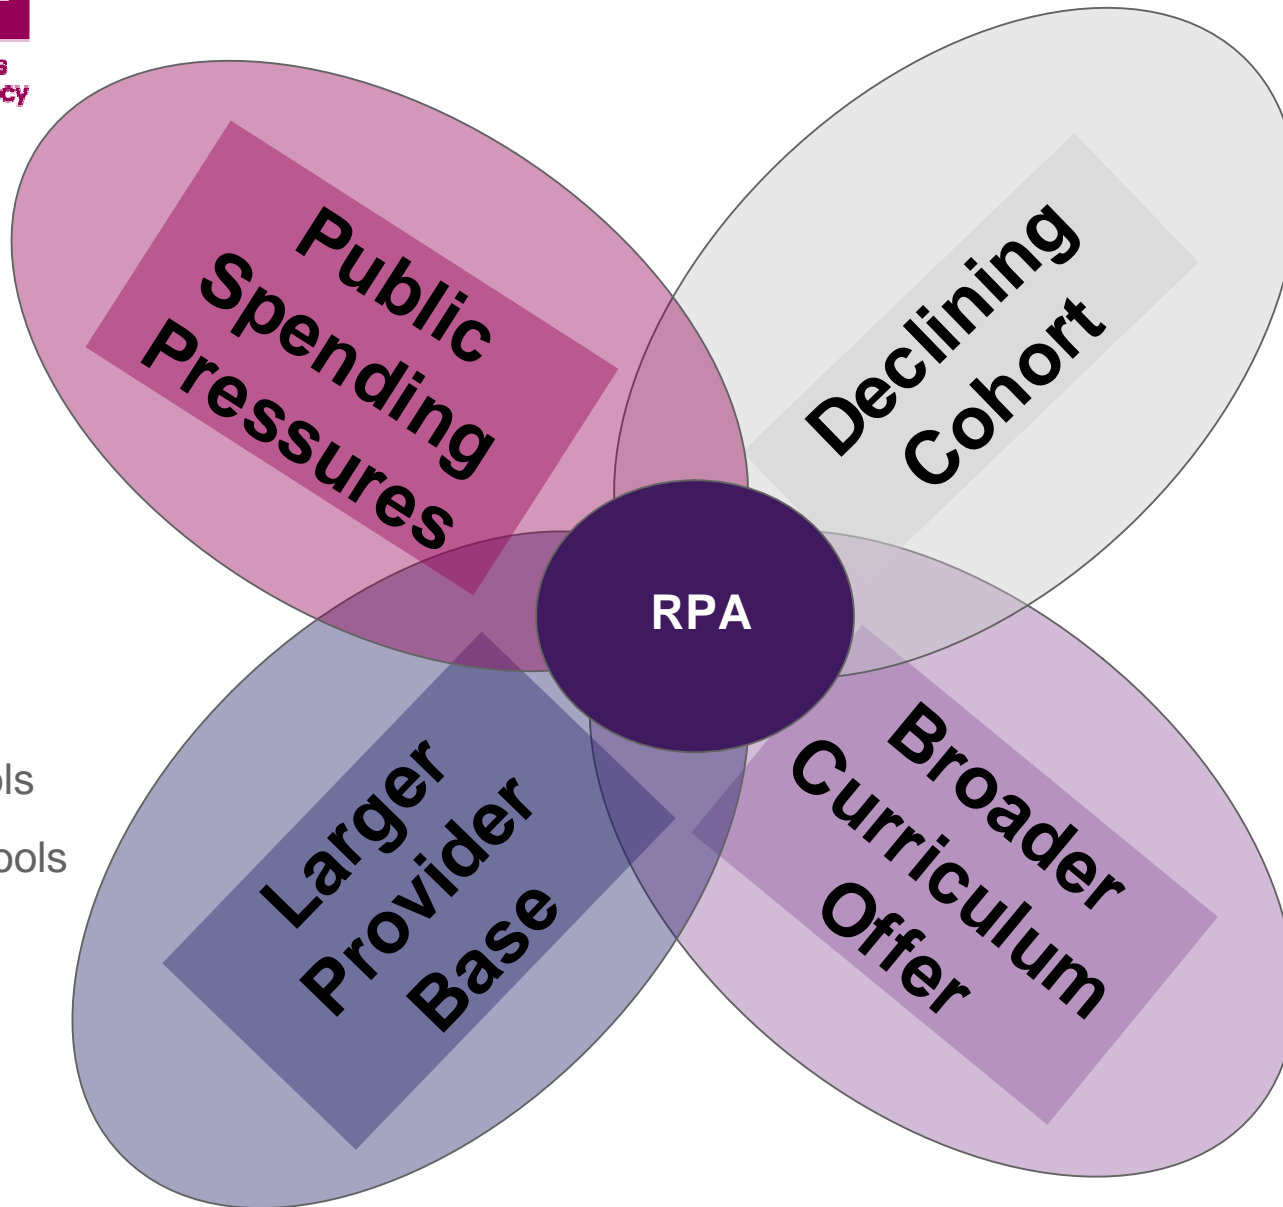 Public
Spending
Pressures
Declining
Cohort
RPA
Larger
Provider
Base
Broader
Curriculum
Offer